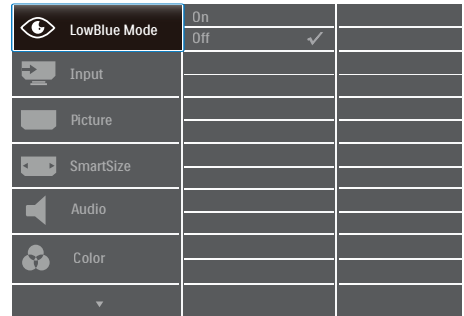 LowBlue Mode
On
Off
Input
Picture
SmartSize
Audio
Color